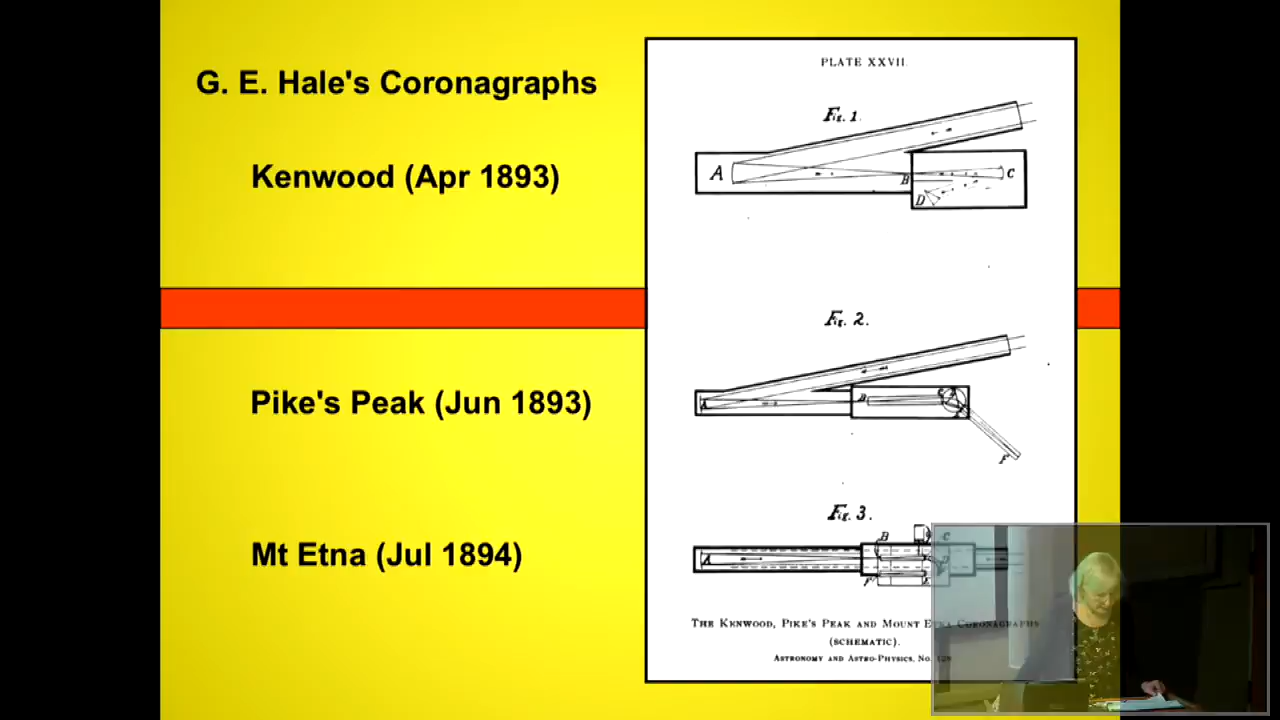 G. E. Hale's Coronagraphs
Kenwood (Apr 1893)
Pike's Peak (Jun 1893)
Mt Etna (Jul 1894)
PLATE XXVII.
Fig. 1.
A
B
C
D
Fig. 2.
A
B
C
F
Fig. 3.
A
B
C
F
THE KENWOOD, PIKE'S PEAK AND MOUNT ETNA CORONAGRAPHS
(SCHEMATIC).
ASTRONOMY AND ASTRO-PHYSICS, NO. 128